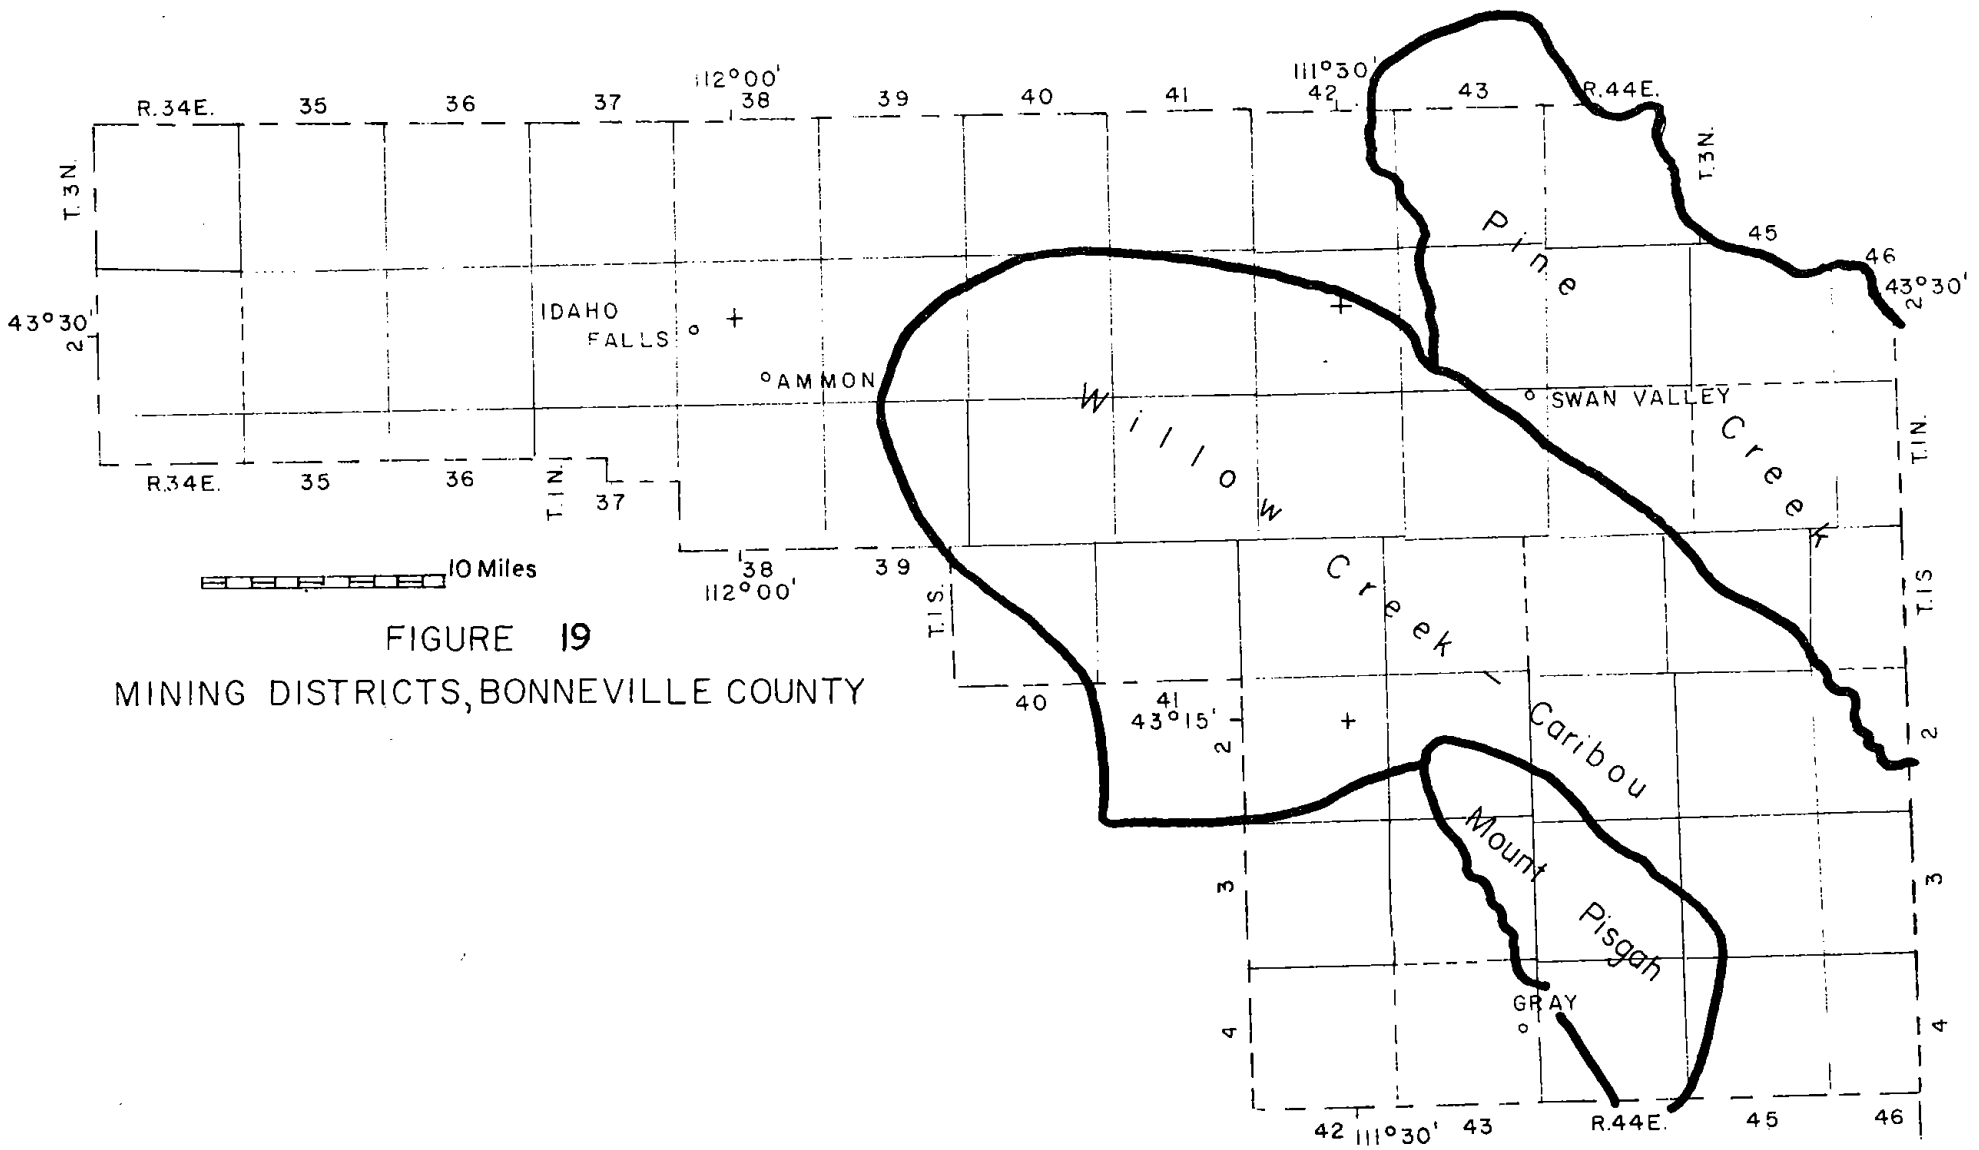 112°00'
111°30'
R.34E. 35 36 37 38 39 40 41 42 43 R.44E.
T.3N.
T.3N.
Pine
45
46
43°30'
2
IDAHO
FALLS
43°30'
2
AMMON
Willow
SWAN VALLEY
Creek
T.1N.
R.34E. 35 36
T.1N.
37
38
39
112°00'
10 Miles
T.1S.
Creek -
T.1S
FIGURE 19
MINING DISTRICTS, BONNEVILLE COUNTY
40
41
43°15'
2
Caribou
2
Mount
3
3
Pisgah
GRAY
4
4
42 111°30' 43 R.44E. 45 46